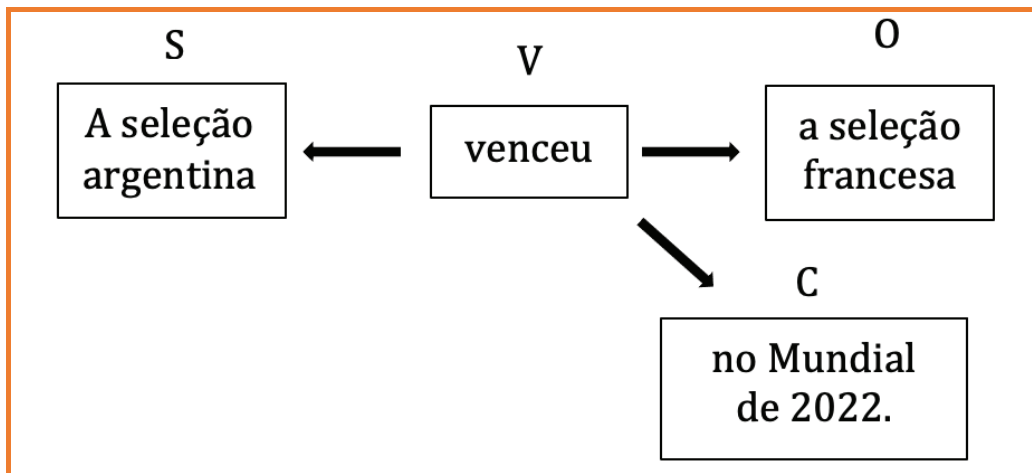 S
A seleção
argentina
V
venceu
O
a seleção
francesa
C
no Mundial
de 2022.